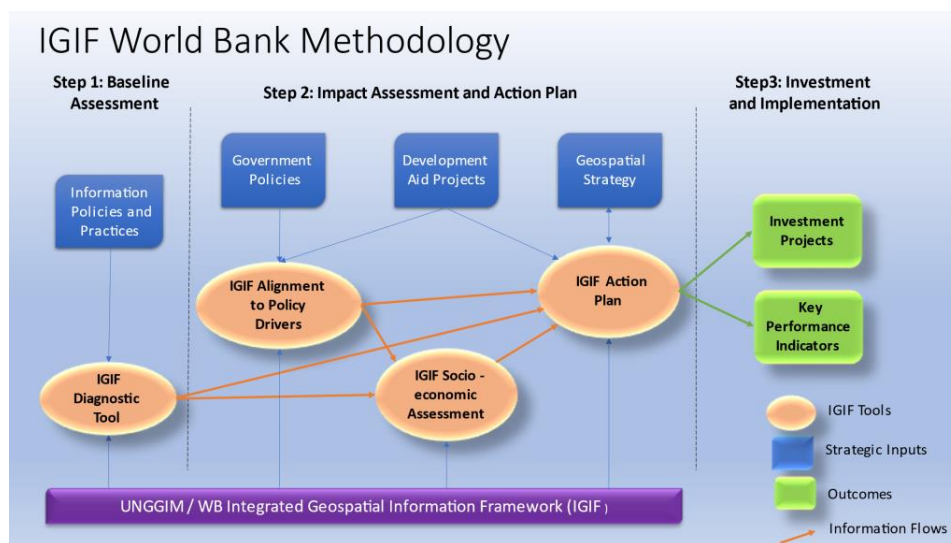 IGIF World Bank Methodology
Step 1: Baseline
Assessment
Step 2: Impact Assessment and Action Plan
Step3: Investment
and Implementation
Government
Policies
Development
Aid Projects
Geospatial
Strategy
Information
Policies and
Practices
Investment
Projects
IGIF Alignment
to Policy
Drivers
IGIF Action
Plan
Key
Performance
Indicators
IGIF
Diagnostic
Tool
IGIF Socio -
economic
Assessment
IGIF Tools
Strategic Inputs
Outcomes
Information Flows
UNGGIM / WB Integrated Geospatial Information Framework (IGIF )